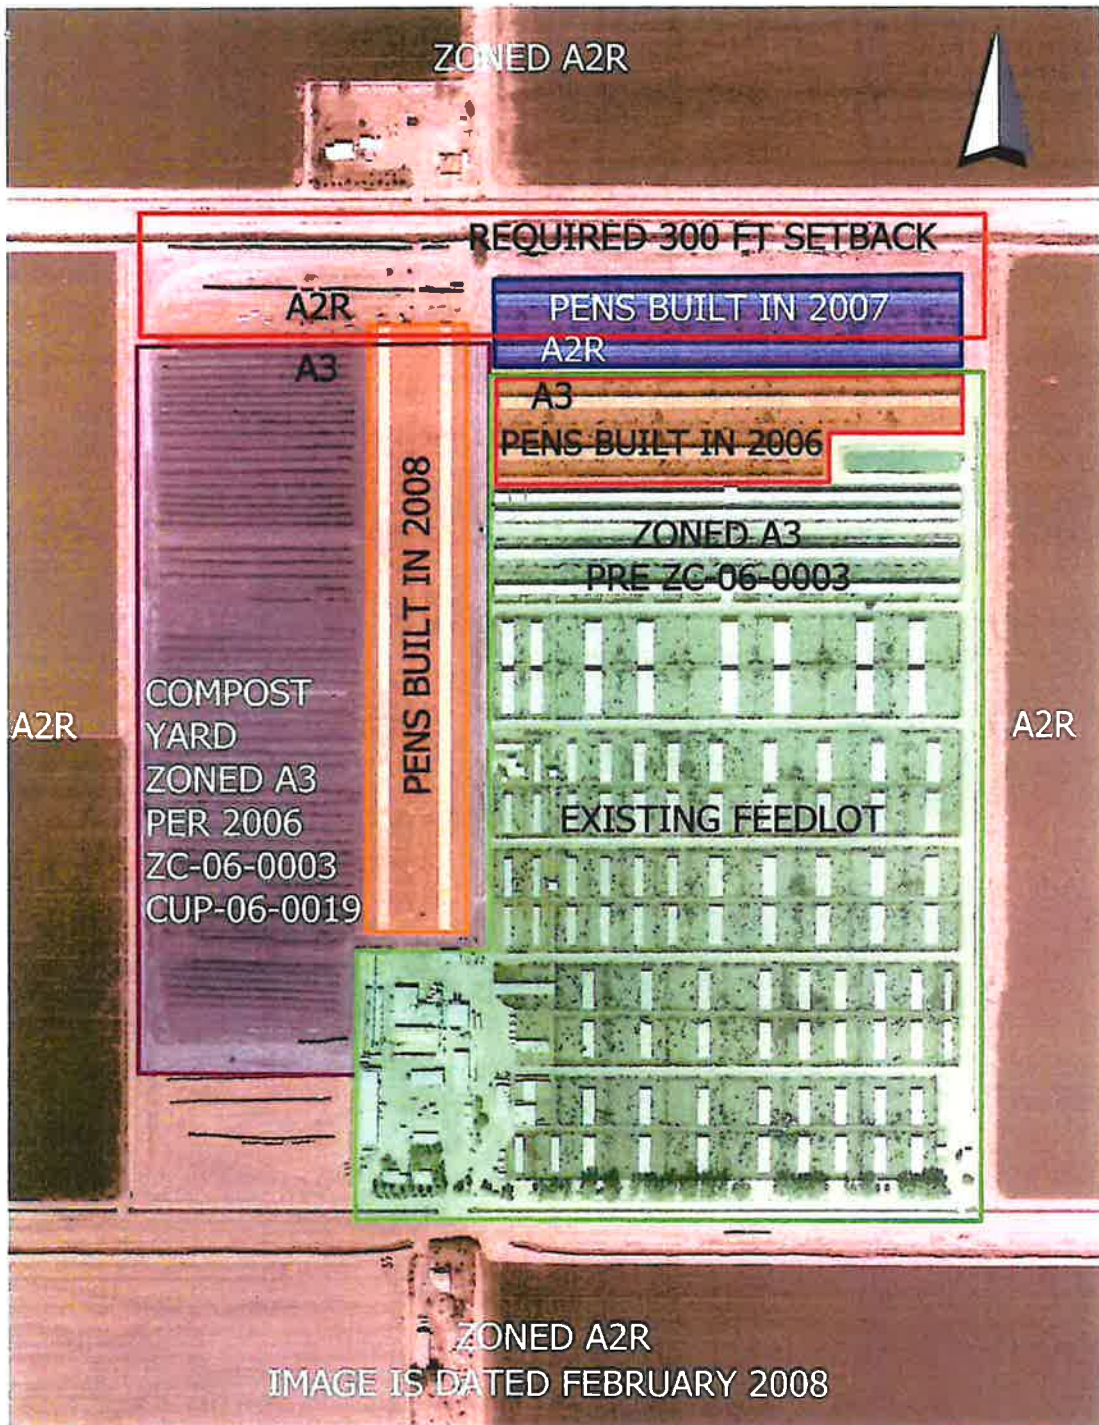 ZONED A2R
REQUIRED 300 FT SETBACK
A2R
PENS BUILT IN 2007
A2R
A3
A3
PENS BUILT IN 2006
ZONED A3
PRE ZC-06-0003
PENS BUILT IN 2008
COMPOST
YARD
ZONED A3
PER 2006
ZC-06-0003
CUP-06-0019
A2R
A2R
EXISTING FEEDLOT
ZONED A2R
IMAGE IS DATED FEBRUARY 2008